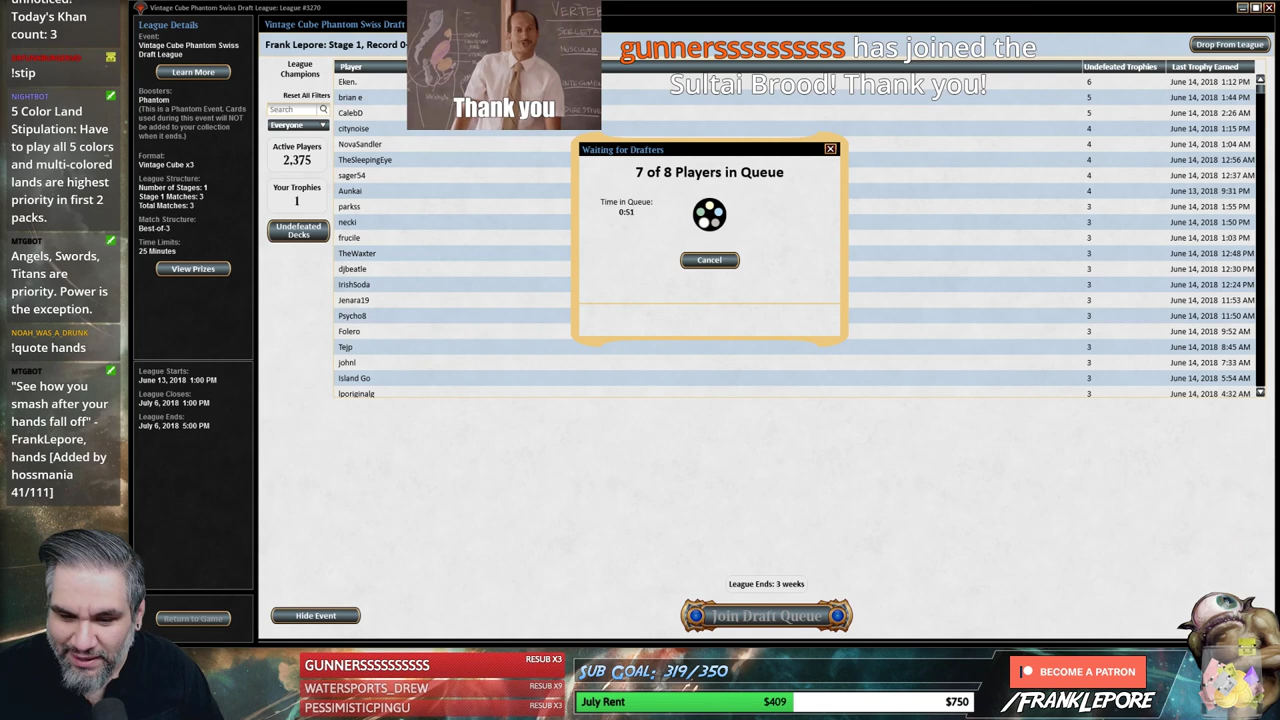 unnoticed.
Today's Khan
count: 3
!stip
NIGHTBOT
5 Color Land
Stipulation: Have
to play all 5 colors
and multi-colored
lands are highest
priority in first 2
packs.
MTGBOT
Angels, Swords,
Titans are
priority. Power is
the exception.
NOAH_WAS_A_DRUNK
!quote hands
MTGBOT
"See how you
smash after your
hands fall off" -
FrankLepore,
hands [Added by
hossmania
41/111]
Vintage Cube Phantom Swiss Draft League: League #3270
League Details
Event:
Vintage Cube Phantom Swiss
Draft League
Learn More
Boosters:
Phantom
(This is a Phantom Event. Cards
used during this event will NOT
be added to your collection
when it ends.)
Format:
Vintage Cube x3
League Structure:
Number of Stages: 1
Stage 1 Matches: 3
Total Matches: 3
Match Structure:
Best-of-3
Time Limits:
25 Minutes
View Prizes
League Starts:
June 13, 2018 1:00 PM
League Closes:
July 6, 2018 1:00 PM
League Ends:
July 6, 2018 5:00 PM
Return to Game
Vintage Cube Phantom Swiss Draft
Frank Lepore: Stage 1, Record 0
Drop From League
League
Champions
Reset All Filters
Search
Everyone
Active Players
2,375
Your Trophies
1
Undefeated
Decks
Player Undefeated Trophies Last Trophy Earned
Eken. 6 June 14, 2018 1:12 PM
brian e 5 June 14, 2018 1:44 PM
CalebD 5 June 14, 2018 2:26 AM
citynoise 4 June 14, 2018 1:15 PM
NovaSandler 4 June 14, 2018 1:04 AM
TheSleepingEye 4 June 14, 2018 12:56 AM
sager54 4 June 14, 2018 12:37 AM
Aunkai 4 June 13, 2018 9:31 PM
parkss 3 June 14, 2018 1:55 PM
necki 3 June 14, 2018 1:50 PM
frucile 3 June 14, 2018 1:03 PM
TheWaxter 3 June 14, 2018 12:48 PM
djbeatle 3 June 14, 2018 12:30 PM
IrishSoda 3 June 14, 2018 12:24 PM
Jenara19 3 June 14, 2018 11:53 AM
Psycho8 3 June 14, 2018 11:50 AM
Folero 3 June 14, 2018 9:52 AM
Tejp 3 June 14, 2018 8:45 AM
johnl 3 June 14, 2018 7:33 AM
Island Go 3 June 14, 2018 5:54 AM
lporiginalg 3 June 14, 2018 4:32 AM
Thank you
gunnersssssssssss has joined the
Sultai Brood! Thank you!
Waiting for Drafters
7 of 8 Players in Queue
Time in Queue:
0:51
Cancel
League Ends: 3 weeks
Hide Event
Join Draft Queue
GUNNERSSSSSSSSSS RESUB X3
WATERSPORTS_DREW RESUB X9
PESSIMISTICPINGU RESUB X3
SUB GOAL: 319/350
July Rent $409 $750
BECOME A PATRON
/FRANKLEPORE